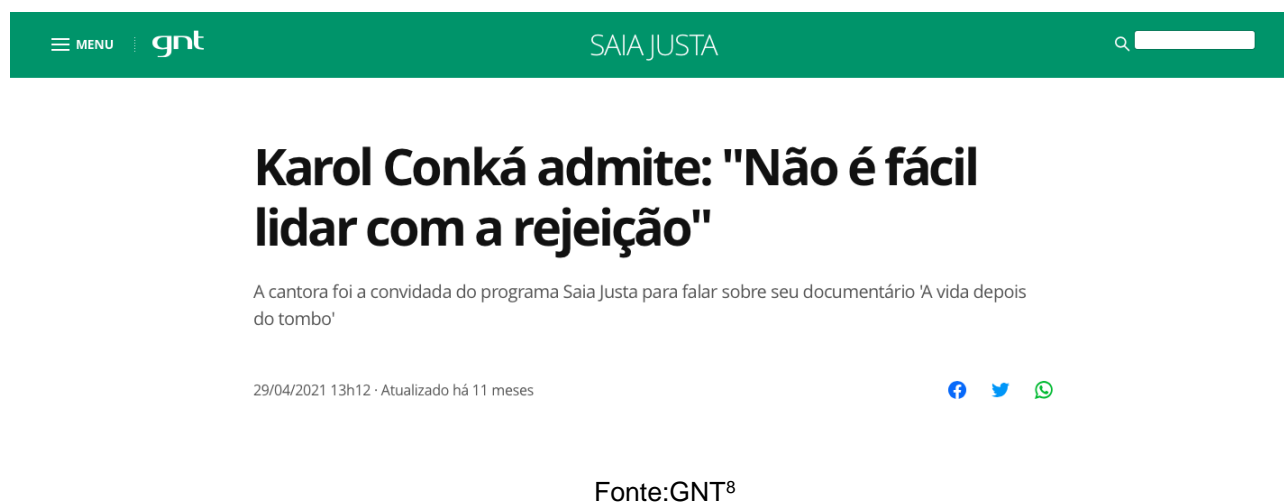 MENU gnt SAIA JUSTA
Karol Conká admite: "Não é fácil
lidar com a rejeição"
A cantora foi a convidada do programa Saia Justa para falar sobre seu documentário 'A vida depois
do tombo'
29/04/2021 13h12 · Atualizado há 11 meses
Fonte:GNT⁸